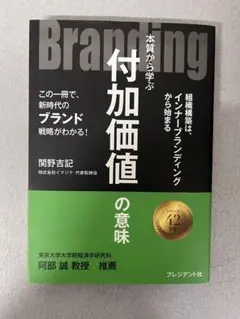 Branding
本質から学ぶ
付加価値
の意味
組織構築は、
インナーブランディング
から始まる
この一冊で、
新時代の
ブランド
戦略がわかる！
関野吉記
株式会社イマジナ 代表取締役
42
東京大学大学院経済学研究科
阿部 誠 教授 推薦
プレジデント社